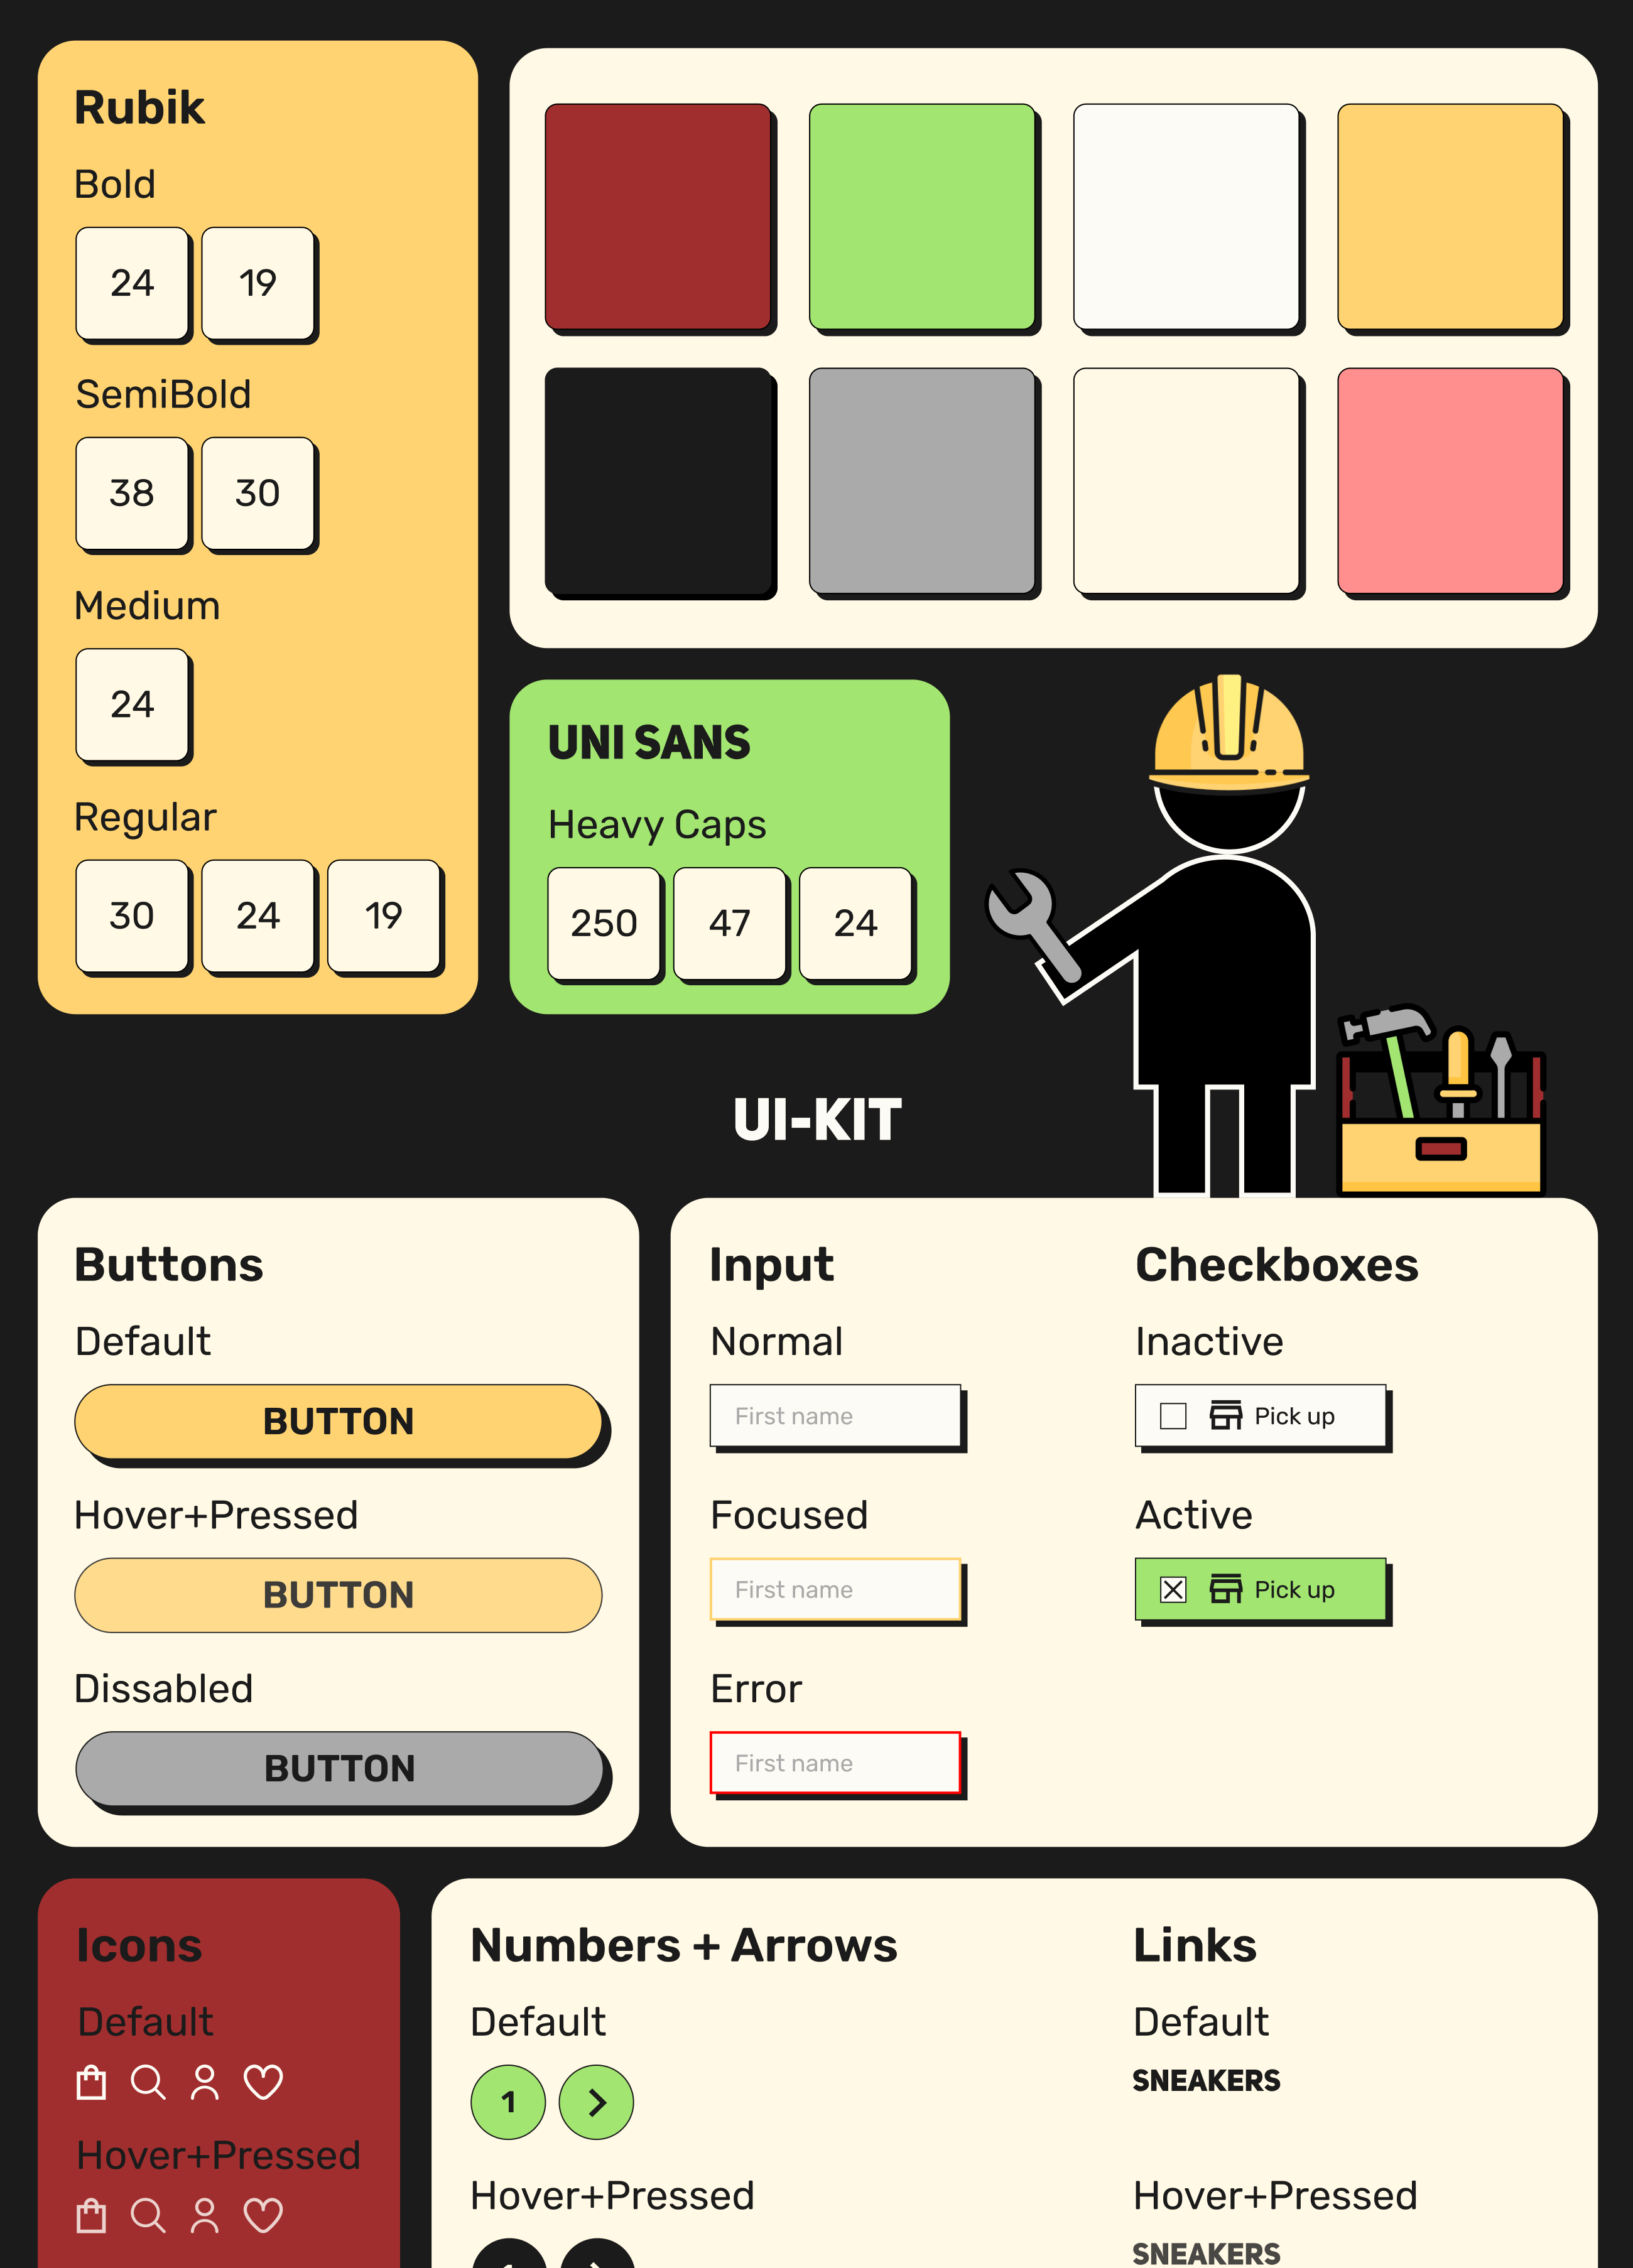 Rubik
Bold
24 19
SemiBold
38 30
Medium
24
Regular
30 24 19
UNI SANS
Heavy Caps
250 47 24
UI-KIT
Buttons
Default
BUTTON
Hover+Pressed
BUTTON
Dissabled
BUTTON
Input
Normal
First name
Focused
First name
Error
First name
Checkboxes
Inactive
Pick up
Active
Pick up
Icons
Default
Hover+Pressed
Numbers + Arrows
Default
1
Hover+Pressed
Links
Default
SNEAKERS
Hover+Pressed
SNEAKERS